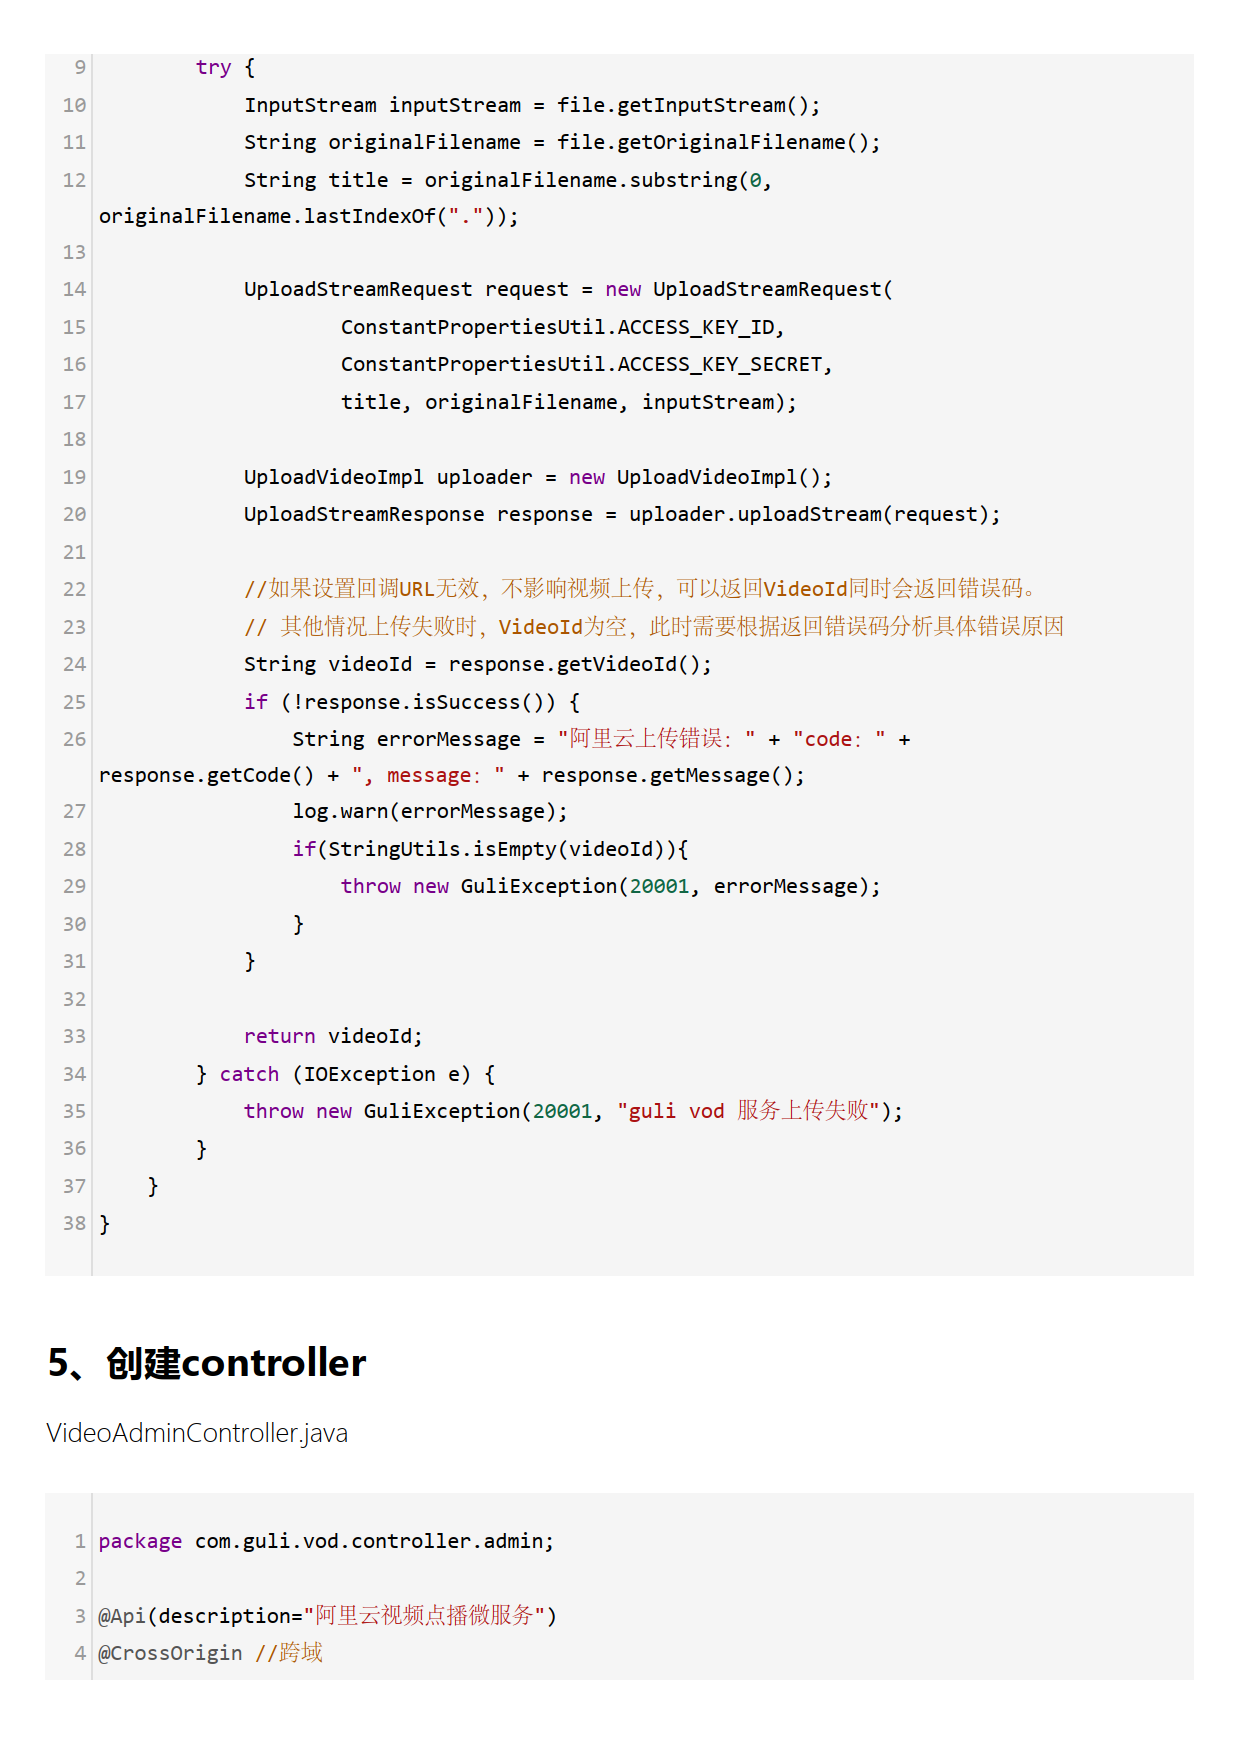 9         try {
10             InputStream inputStream = file.getInputStream();
11             String originalFilename = file.getOriginalFilename();
12             String title = originalFilename.substring(0,
originalFilename.lastIndexOf("."));
13
14             UploadStreamRequest request = new UploadStreamRequest(
15                     ConstantPropertiesUtil.ACCESS_KEY_ID,
16                     ConstantPropertiesUtil.ACCESS_KEY_SECRET,
17                     title, originalFilename, inputStream);
18
19             UploadVideoImpl uploader = new UploadVideoImpl();
20             UploadStreamResponse response = uploader.uploadStream(request);
21
22             //如果设置回调URL无效，不影响视频上传，可以返回VideoId同时会返回错误码。
23             // 其他情况上传失败时，VideoId为空，此时需要根据返回错误码分析具体错误原因
24             String videoId = response.getVideoId();
25             if (!response.isSuccess()) {
26                 String errorMessage = "阿里云上传错误：" + "code：" +
response.getCode() + ", message：" + response.getMessage();
27                 log.warn(errorMessage);
28                 if(StringUtils.isEmpty(videoId)){
29                     throw new GuliException(20001, errorMessage);
30                 }
31             }
32
33             return videoId;
34         } catch (IOException e) {
35             throw new GuliException(20001, "guli vod 服务上传失败");
36         }
37     }
38 }
5、创建controller
VideoAdminController.java
1 package com.guli.vod.controller.admin;
2
3 @Api(description="阿里云视频点播微服务")
4 @CrossOrigin //跨域